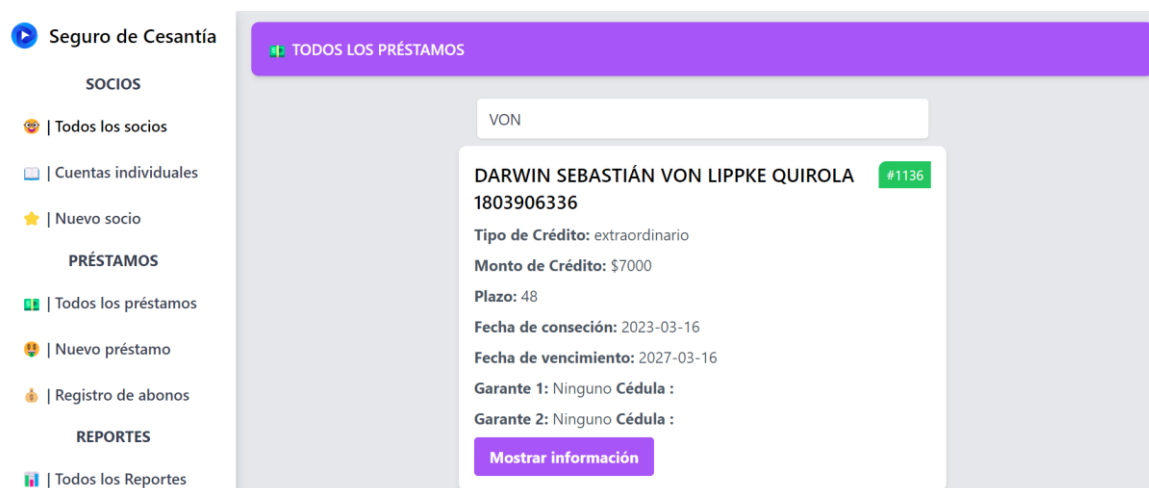 Seguro de Cesantía
SOCIOS
| Todos los socios
| Cuentas individuales
| Nuevo socio
PRÉSTAMOS
| Todos los préstamos
| Nuevo préstamo
| Registro de abonos
REPORTES
| Todos los Reportes
TODOS LOS PRÉSTAMOS
VON
DARWIN SEBASTIÁN VON LIPPKE QUIROLA
1803906336
#1136
Tipo de Crédito: extraordinario
Monto de Crédito: $7000
Plazo: 48
Fecha de conseción: 2023-03-16
Fecha de vencimiento: 2027-03-16
Garante 1: Ninguno Cédula :
Garante 2: Ninguno Cédula :
Mostrar información